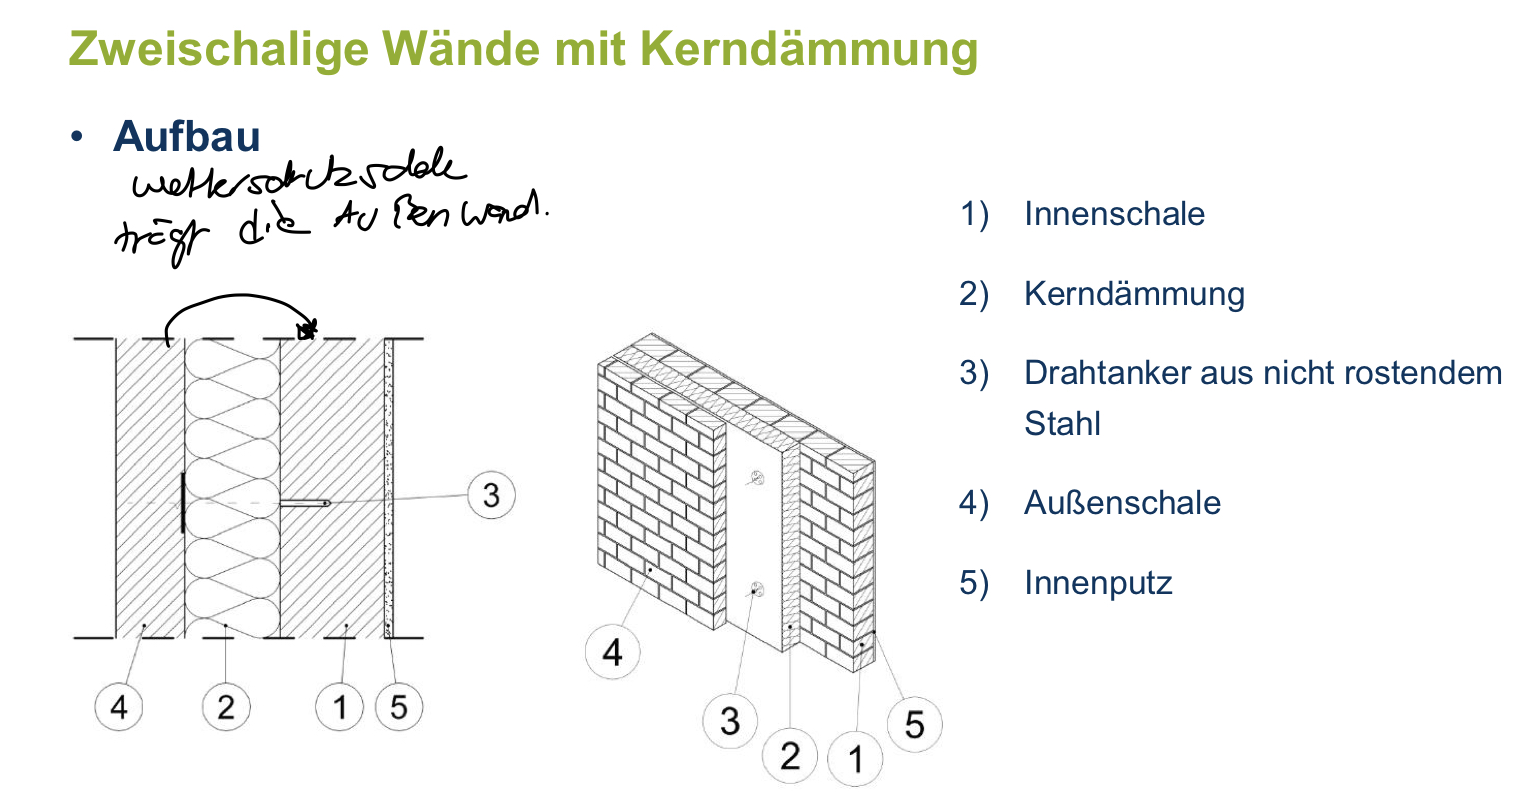 Zweischalige Wände mit Kerndämmung
• Aufbau
wetterschutzschale
trägt die Außenwand.
1) Innenschale
2) Kerndämmung
3) Drahtanker aus nicht rostendem
Stahl
4) Außenschale
5) Innenputz
3
4
2
1
5
4
3
2
1
5